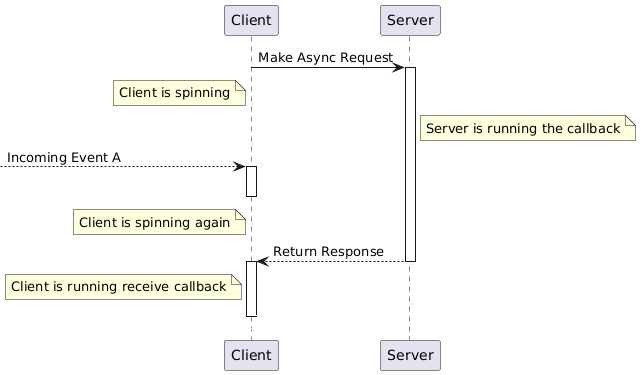 Client
Server
Make Async Request
Client is spinning
Server is running the callback
Incoming Event A
Client is spinning again
Return Response
Client is running receive callback
Client
Server